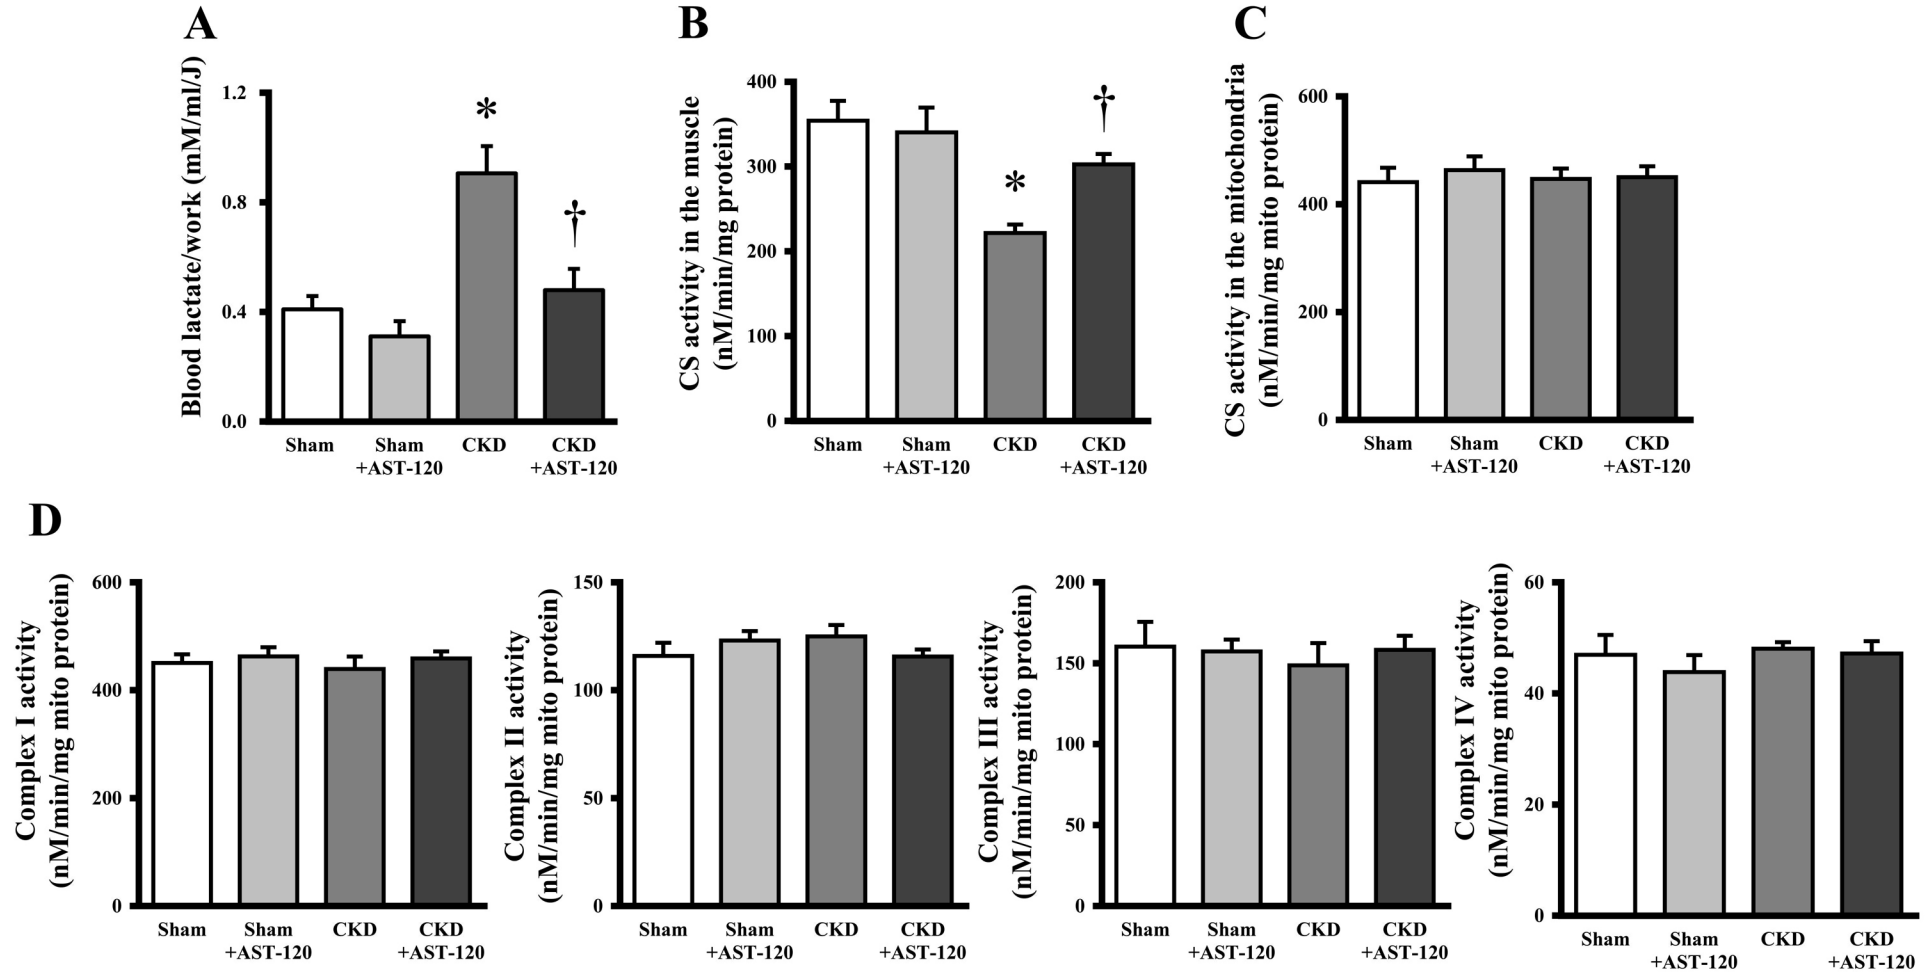 A
Blood lactate/work (mM/ml/J)
1.2
0.8
0.4
0.0
*
†
Sham
Sham
+AST-120
CKD
CKD
+AST-120
B
CS activity in the muscle
(nM/min/mg protein)
400
300
200
100
0
*
†
Sham
Sham
+AST-120
CKD
CKD
+AST-120
C
CS activity in the mitochondria
(nM/min/mg mito protein)
600
400
200
0
Sham
Sham
+AST-120
CKD
CKD
+AST-120
D
Complex I activity
(nM/min/mg mito protein)
600
400
200
0
Sham
Sham
+AST-120
CKD
CKD
+AST-120
Complex II activity
(nM/min/mg mito protein)
150
100
50
0
Sham
Sham
+AST-120
CKD
CKD
+AST-120
Complex III activity
(nM/min/mg mito protein)
200
150
100
50
0
Sham
Sham
+AST-120
CKD
CKD
+AST-120
Complex IV activity
(nM/min/mg mito protein)
60
40
20
0
Sham
Sham
+AST-120
CKD
CKD
+AST-120